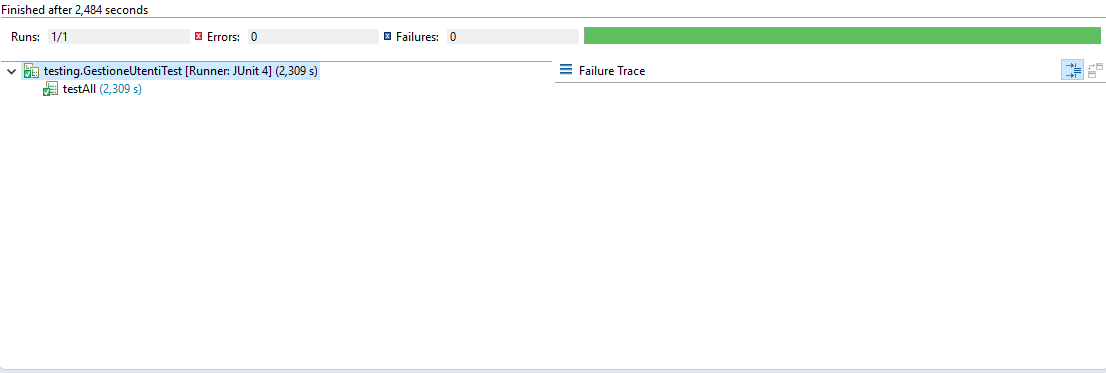 Finished after 2,484 seconds
Runs: 1/1 Errors: 0 Failures: 0
testing.GestioneUtentiTest [Runner: JUnit 4] (2,309 s)
testAll (2,309 s)
Failure Trace